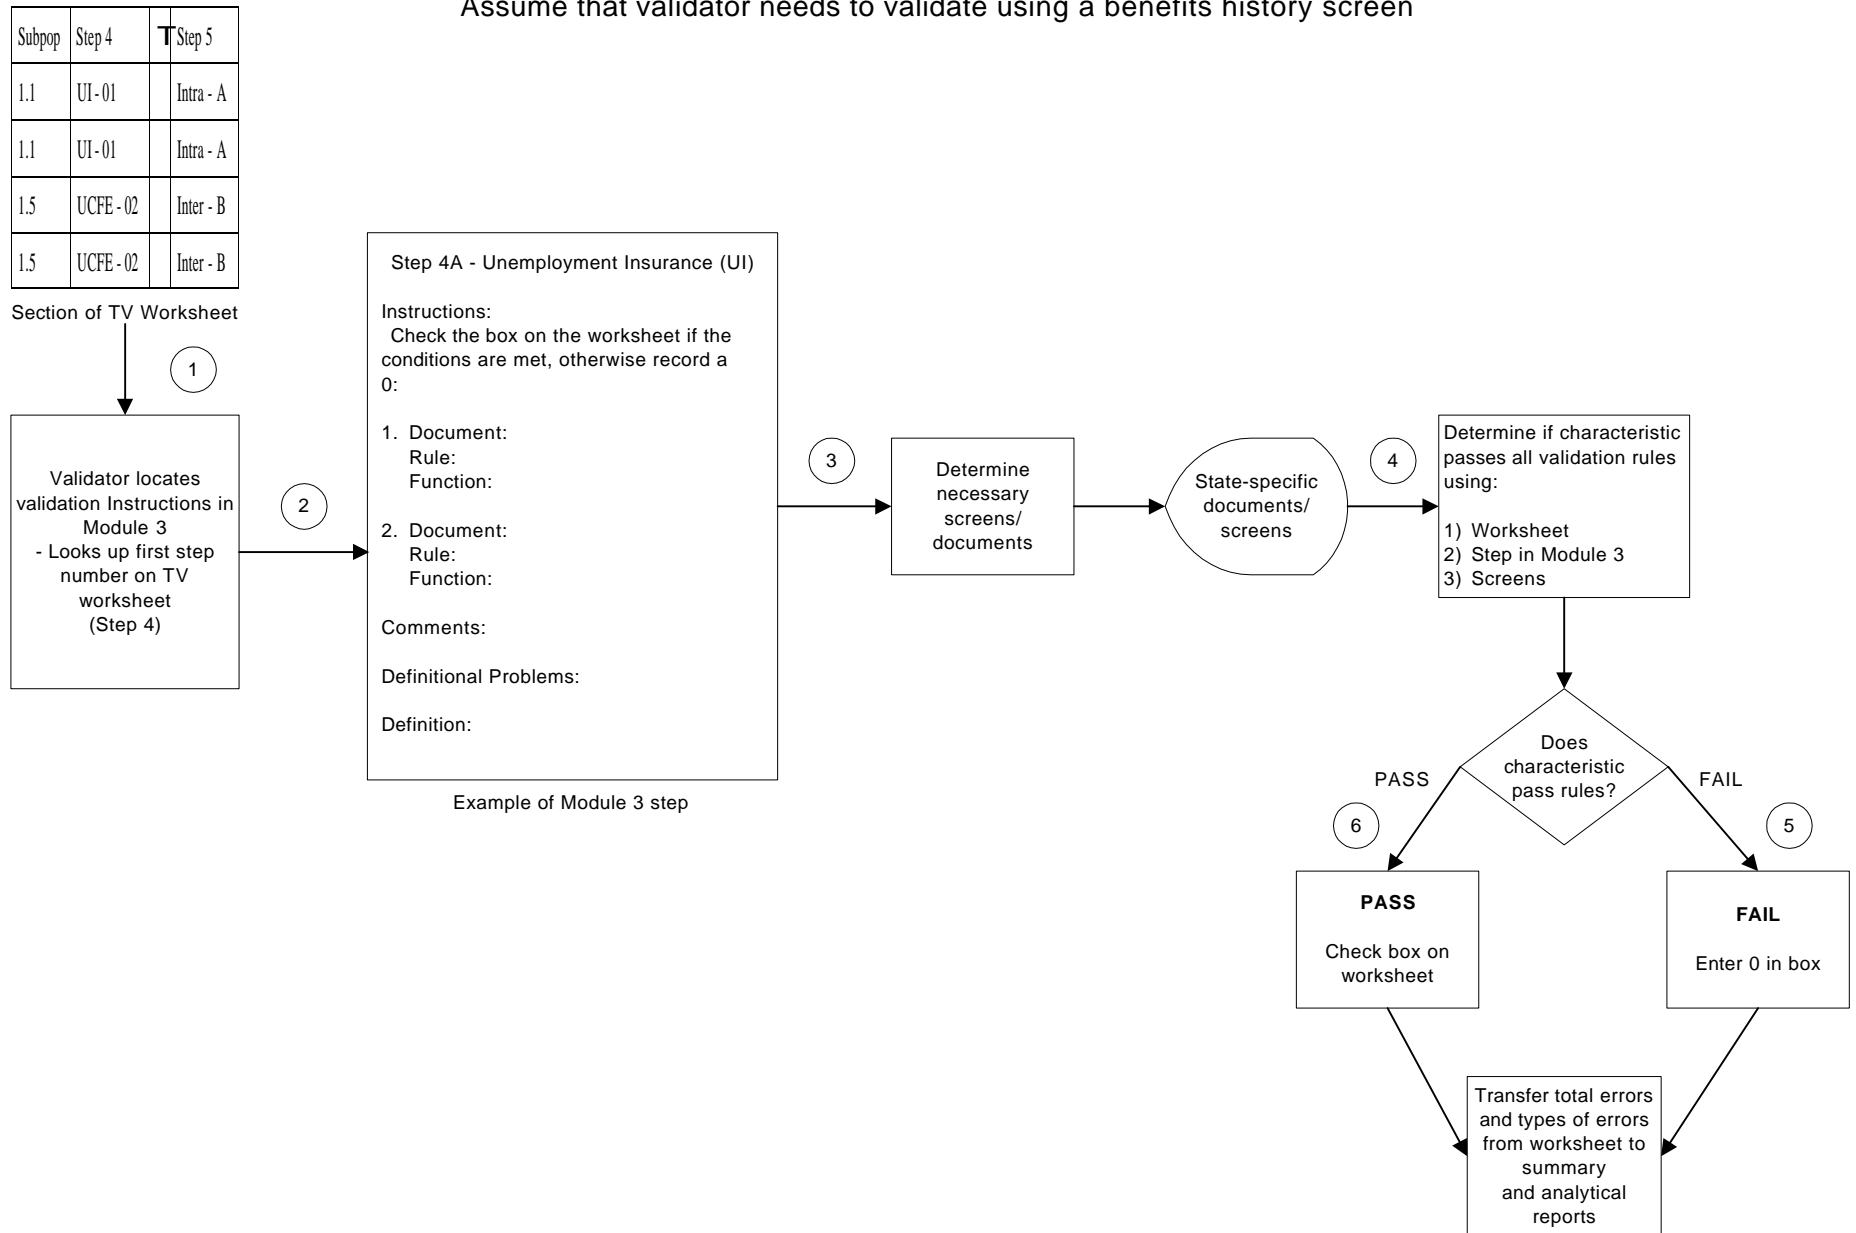 Assume that validator needs to validate using a benefits history screen
Subpop Step 4 T Step 5
1.1 UI - 01 Intra - A
1.1 UI - 01 Intra - A
1.5 UCFE - 02 Inter - B
1.5 UCFE - 02 Inter - B
Section of TV Worksheet
1
Validator locates
validation Instructions in
Module 3
- Looks up first step
number on TV
worksheet
(Step 4)
2
Step 4A - Unemployment Insurance (UI)
Instructions:
Check the box on the worksheet if the
conditions are met, otherwise record a
0:
1. Document:
Rule:
Function:
2. Document:
Rule:
Function:
Comments:
Definitional Problems:
Definition:
Example of Module 3 step
3
Determine
necessary
screens/
documents
State-specific
documents/
screens
4
Determine if characteristic
passes all validation rules
using:
1) Worksheet
2) Step in Module 3
3) Screens
Does
characteristic
pass rules?
PASS
FAIL
6
5
PASS
Check box on
worksheet
FAIL
Enter 0 in box
Transfer total errors
and types of errors
from worksheet to
summary
and analytical
reports